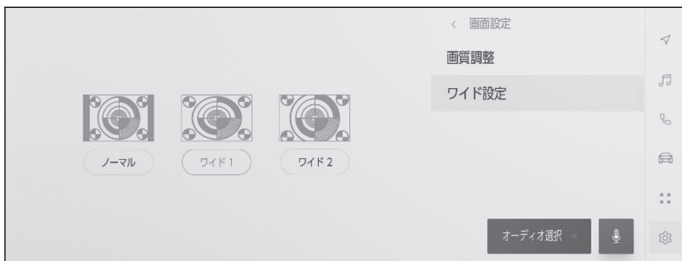 < 画面設定
画質調整
ワイド設定
ノーマル
ワイド 1
ワイド 2
オーディオ選択